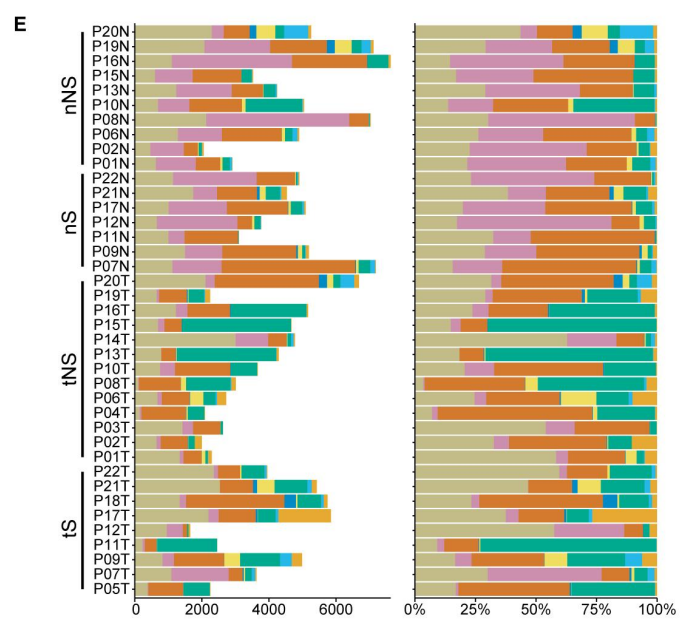 E
nNS
P20N
P19N
P16N
P15N
P13N
P10N
P08N
P06N
P02N
P01N
nS
P22N
P21N
P17N
P12N
P11N
P09N
P07N
tNS
P20T
P19T
P16T
P15T
P14T
P13T
P10T
P08T
P06T
P04T
P03T
P02T
P01T
tS
P22T
P21T
P18T
P17T
P12T
P11T
P09T
P07T
P05T
0 2000 4000 6000
0% 25% 50% 75% 100%